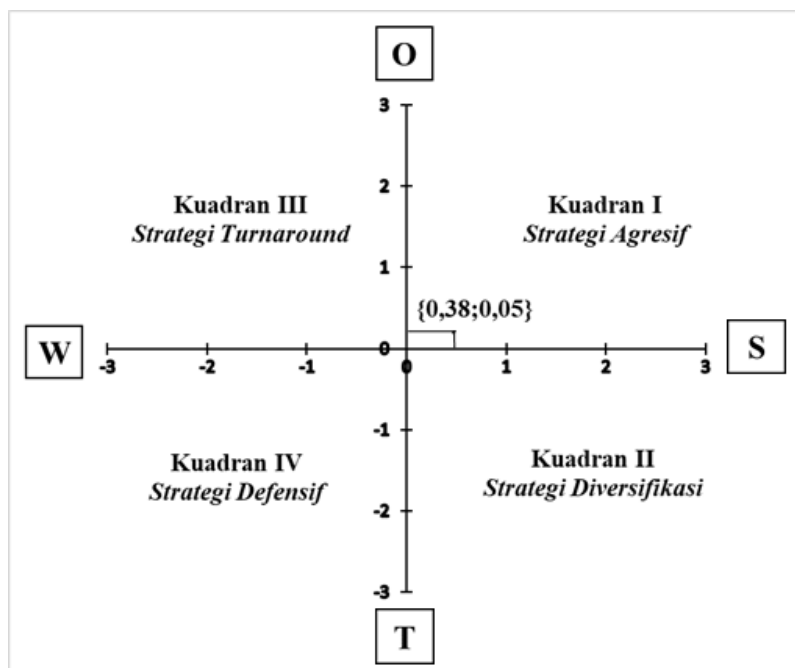 O
3
2
Kuadran III
Strategi Turnaround
Kuadran I
Strategi Agresif
1
{0,38;0,05}
W
0
S
-3
-2
-1
0
1
2
3
-1
Kuadran IV
Strategi Defensif
Kuadran II
Strategi Diversifikasi
-2
-3
T